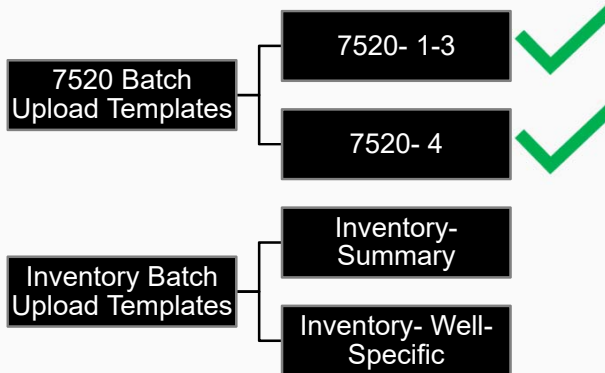 7520 Batch
Upload Templates
7520- 1-3
7520- 4
Inventory Batch
Upload Templates
Inventory-
Summary
Inventory- Well-
Specific